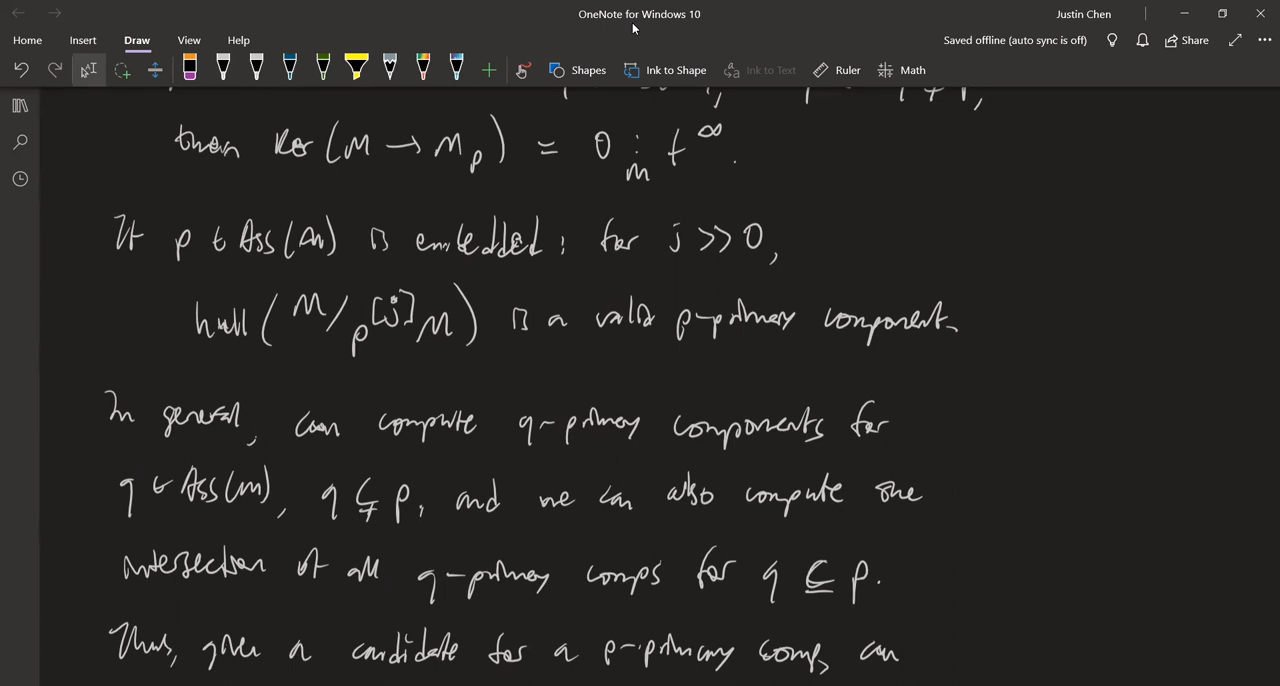 OneNote for Windows 10
Justin Chen
Home Insert Draw View Help
Saved offline (auto sync is off) Share
Shapes Ink to Shape Ink to Text Ruler Math
then ker(M → M_p) = 0 :_M f^∞.
If p ∈ Ass(M) is embedded: for j >> 0,
hull(M/p^[j]M) is a valid p-primary component.
In general, can compute q-primary components for
q ∈ Ass(M), q ⊊ p, and we can also compute the
intersection of all q-primary comps for q ⊆ p.
Thus, given a candidate for a p-primary comp, can